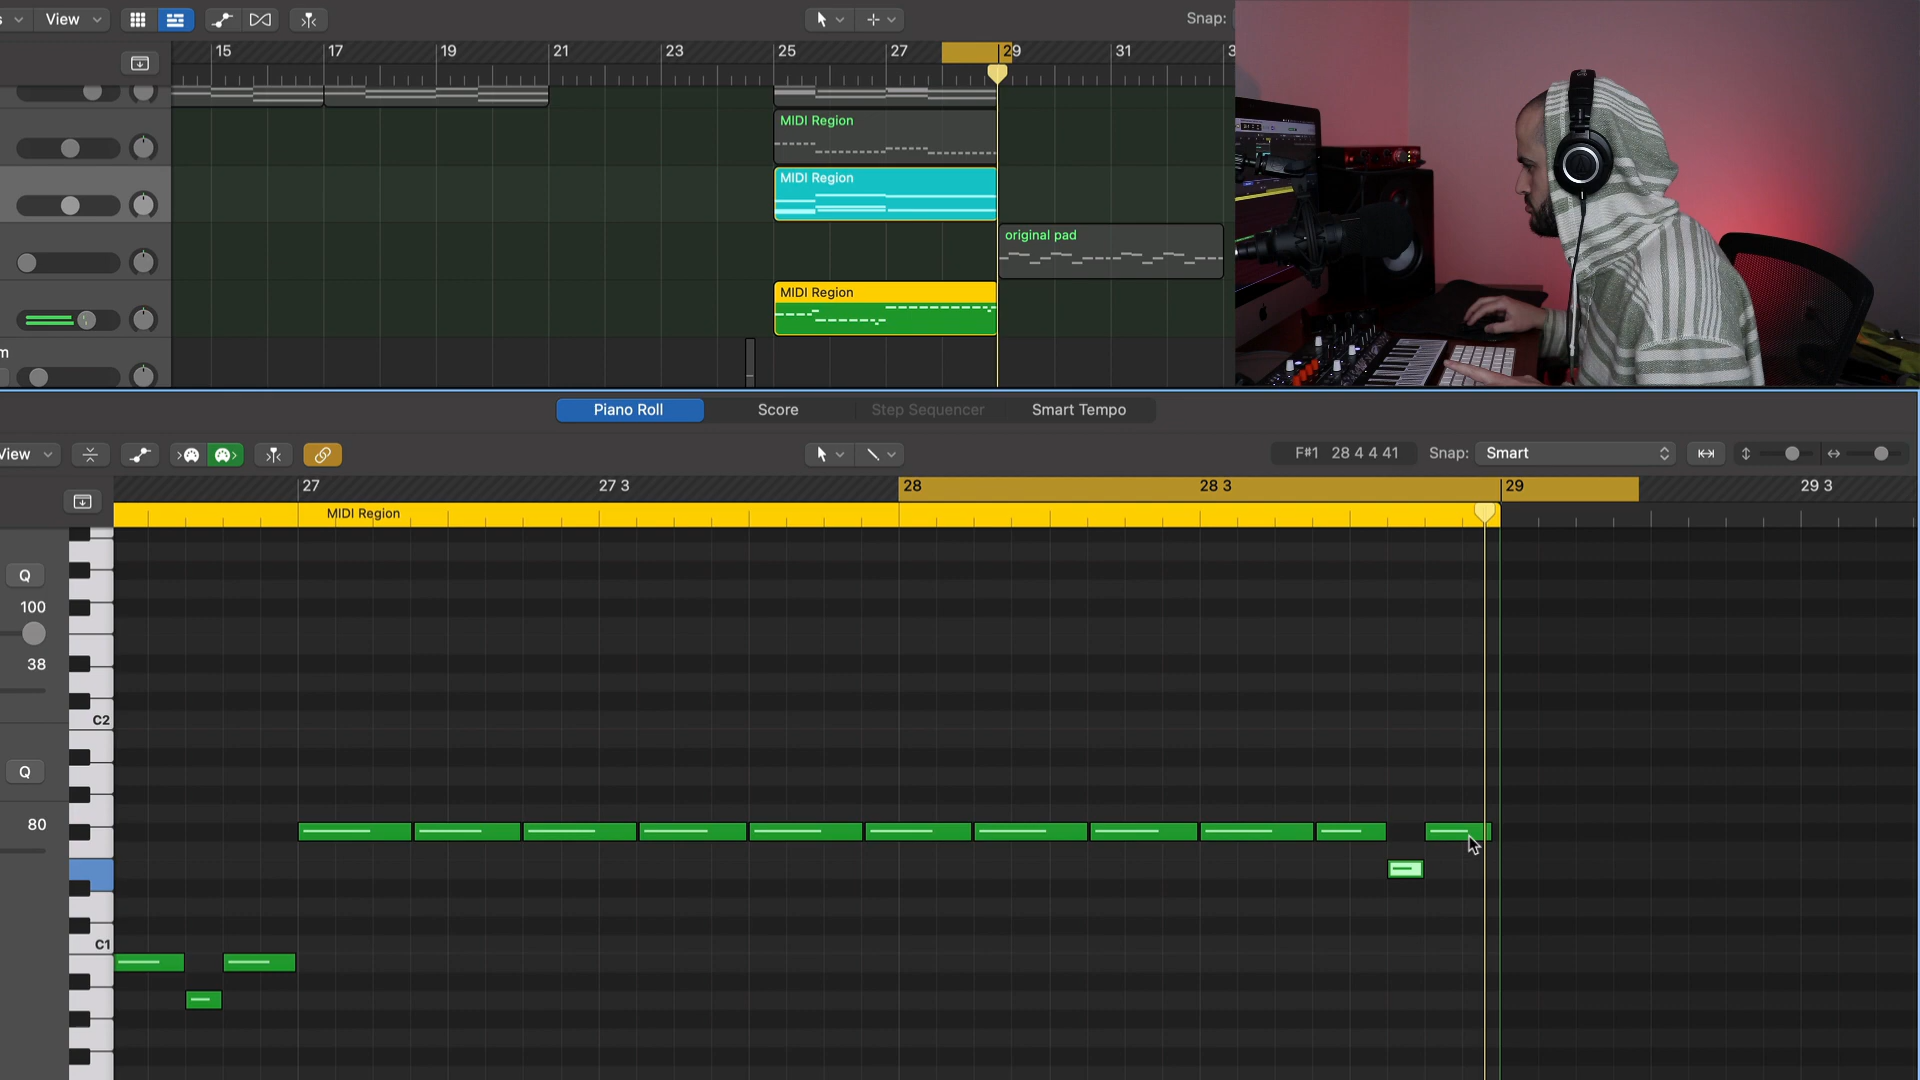 s View Snap:
15 17 19 21 23 25 27 29 31 3
MIDI Region
MIDI Region
original pad
MIDI Region
m
Piano Roll Score Step Sequencer Smart Tempo
View F#1 28 4 4 41 Snap: Smart
27 27 3 28 28 3 29 29 3
MIDI Region
Q
100
38
C2
Q
80
C1